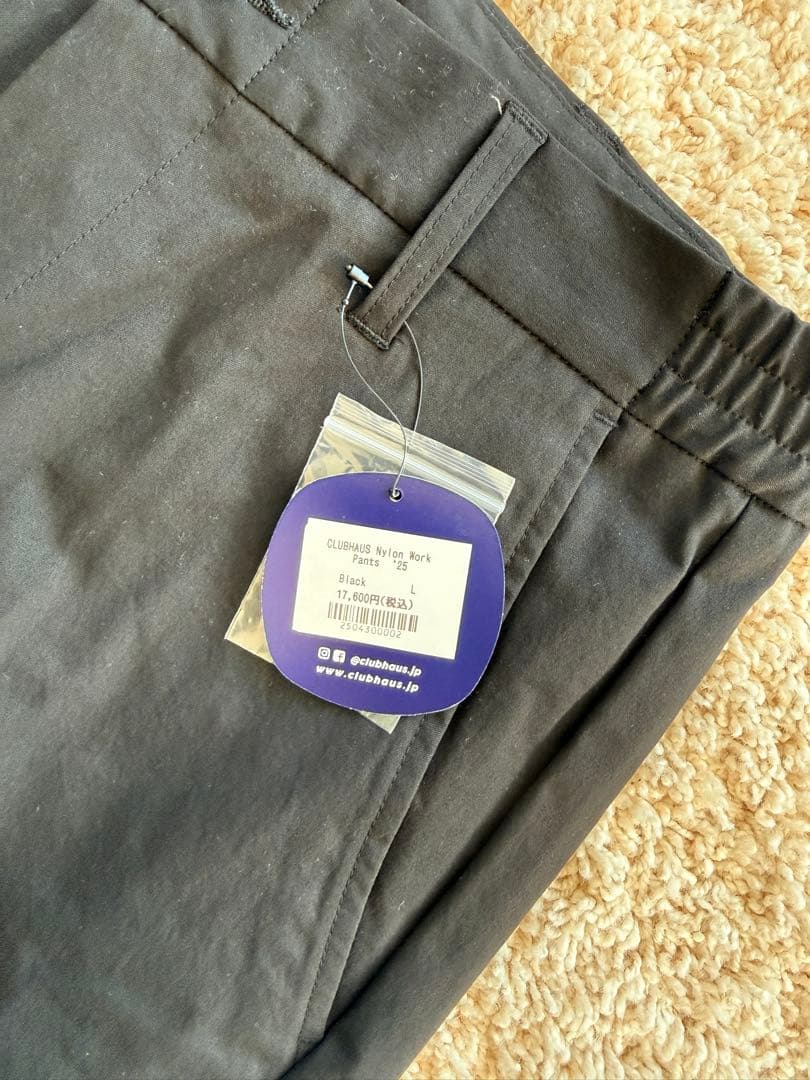 CLUBHAUS Nylon Work
Pants '25
Black L
17,600円(税込)
2504300002
@clubhaus.jp
www.clubhaus.jp